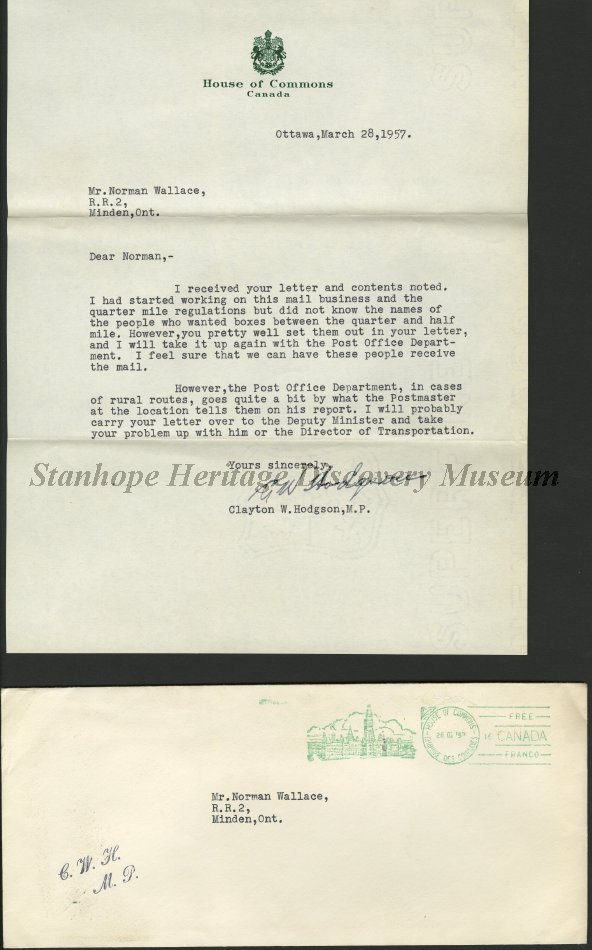 House of Commons
Canada
Ottawa,March 28,1957.
Mr.Norman Wallace,
R.R.2,
Minden,Ont.
Dear Norman,-
I received your letter and contents noted.
I had started working on this mail business and the
quarter mile regulations but did not know the names of
the people who wanted boxes between the quarter and half
mile. However,you pretty well set them out in your letter,
and I will take it up again with the Post Office Depart-
ment. I feel sure that we can have these people receive
the mail.
However,the Post Office Department, in cases
of rural routes, goes quite a bit by what the Postmaster
at the location tells them on his report. I will probably
carry your letter over to the Deputy Minister and take
your problem up with him or the Director of Transportation.
Yours sincerely,
Stanhope Heritage Discovery Museum
C W Hodgson
Clayton W.Hodgson,M.P.
HOUSE OF COMMONS
FREE
CANADA
FRANCO
Mr.Norman Wallace,
R.R.2,
Minden,Ont.
C. W. H.
M. P.